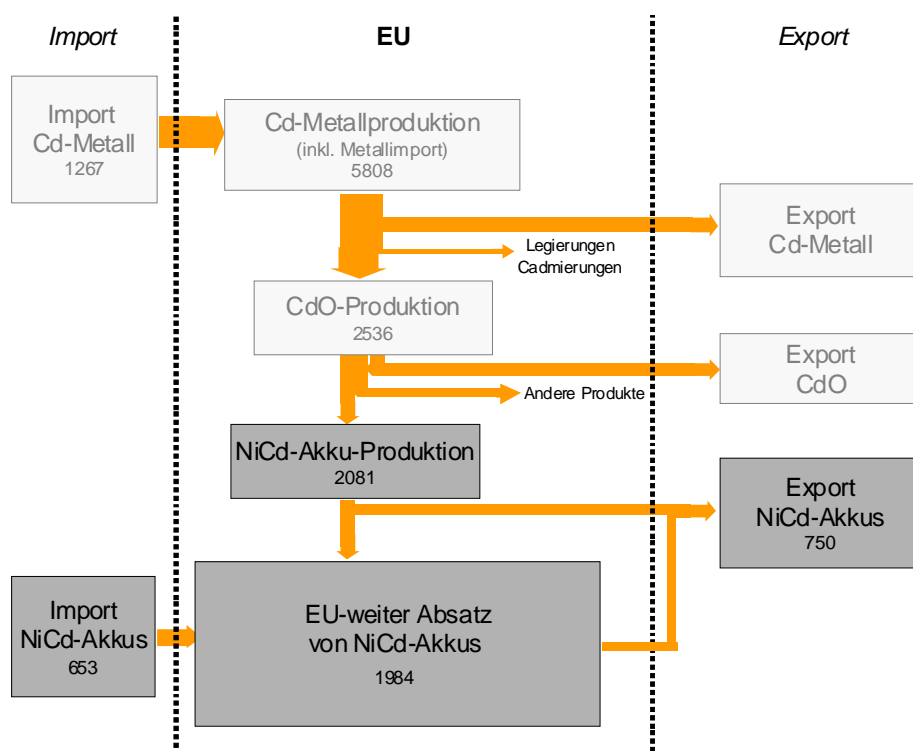 Import
EU
Export
Import
Cd-Metall
1267
Cd-Metallproduktion
(inkl. Metallimport)
5808
Export
Cd-Metall
Legierungen
Cadmierungen
CdO-Produktion
2536
Export
CdO
Andere Produkte
NiCd-Akku-Produktion
2081
Export
NiCd-Akkus
750
Import
NiCd-Akkus
653
EU-weiter Absatz
von NiCd-Akkus
1984